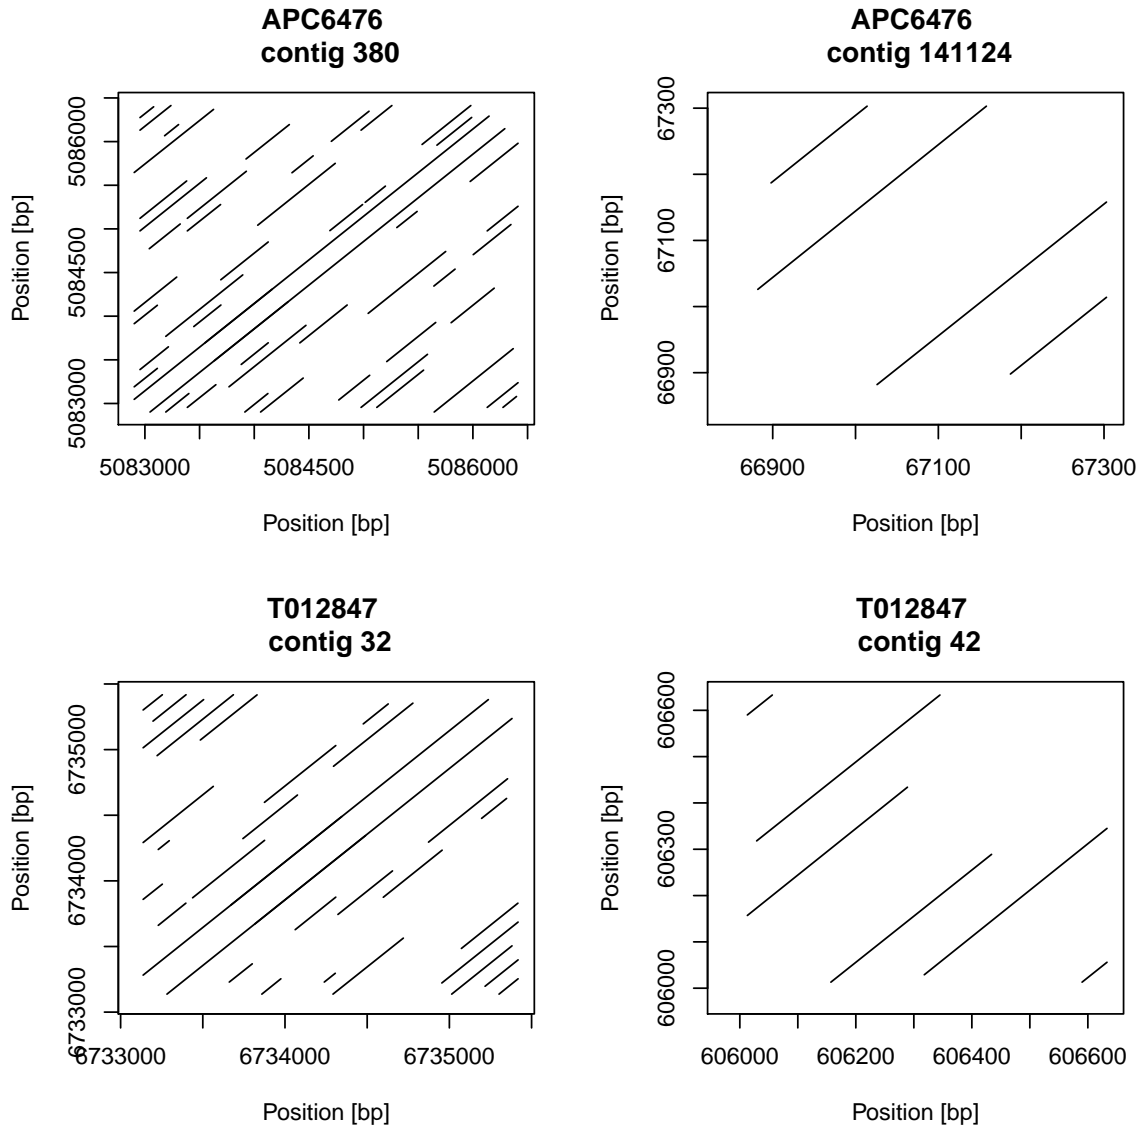 APC6476
contig 380
5086000
5084500
5083000
Position [bp]
5083000 5084500 5086000
Position [bp]
APC6476
contig 141124
67300
67100
66900
Position [bp]
66900 67100 67300
Position [bp]
T012847
contig 32
6735000
6734000
6733000
Position [bp]
6733000 6734000 6735000
Position [bp]
T012847
contig 42
606600
606300
606000
Position [bp]
606000 606200 606400 606600
Position [bp]